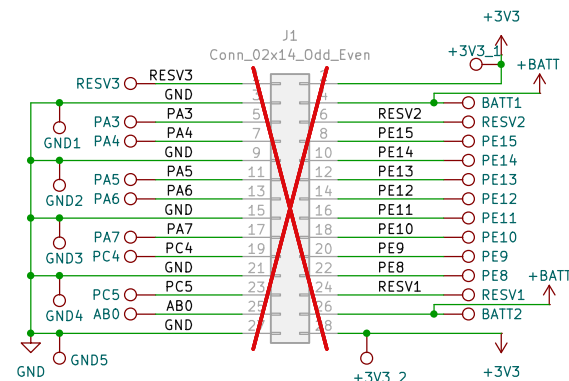 +3V3
J1
Conn_02x14_Odd_Even
+3V3_1
+BATT
RESV3 RESV3
GND 4 BATT1
PA3 PA3 5 6 RESV2 RESV2
GND1
PA4 PA4 7 8 PE15 PE15
GND 9 10 PE14 PE14
PA5 PA5 11 12 PE13 PE13
GND2
PA6 PA6 13 14 PE12 PE12
GND 15 16 PE11 PE11
PA7 PA7 17 18 PE10 PE10
GND3
PC4 PC4 19 20 PE9 PE9
GND 21 22 PE8 PE8
+BATT
PC5 PC5 23 24 RESV1 RESV1
GND4
AB0 AB0 25 26 BATT2
GND 28
GND GND5
+3V3_2
+3V3